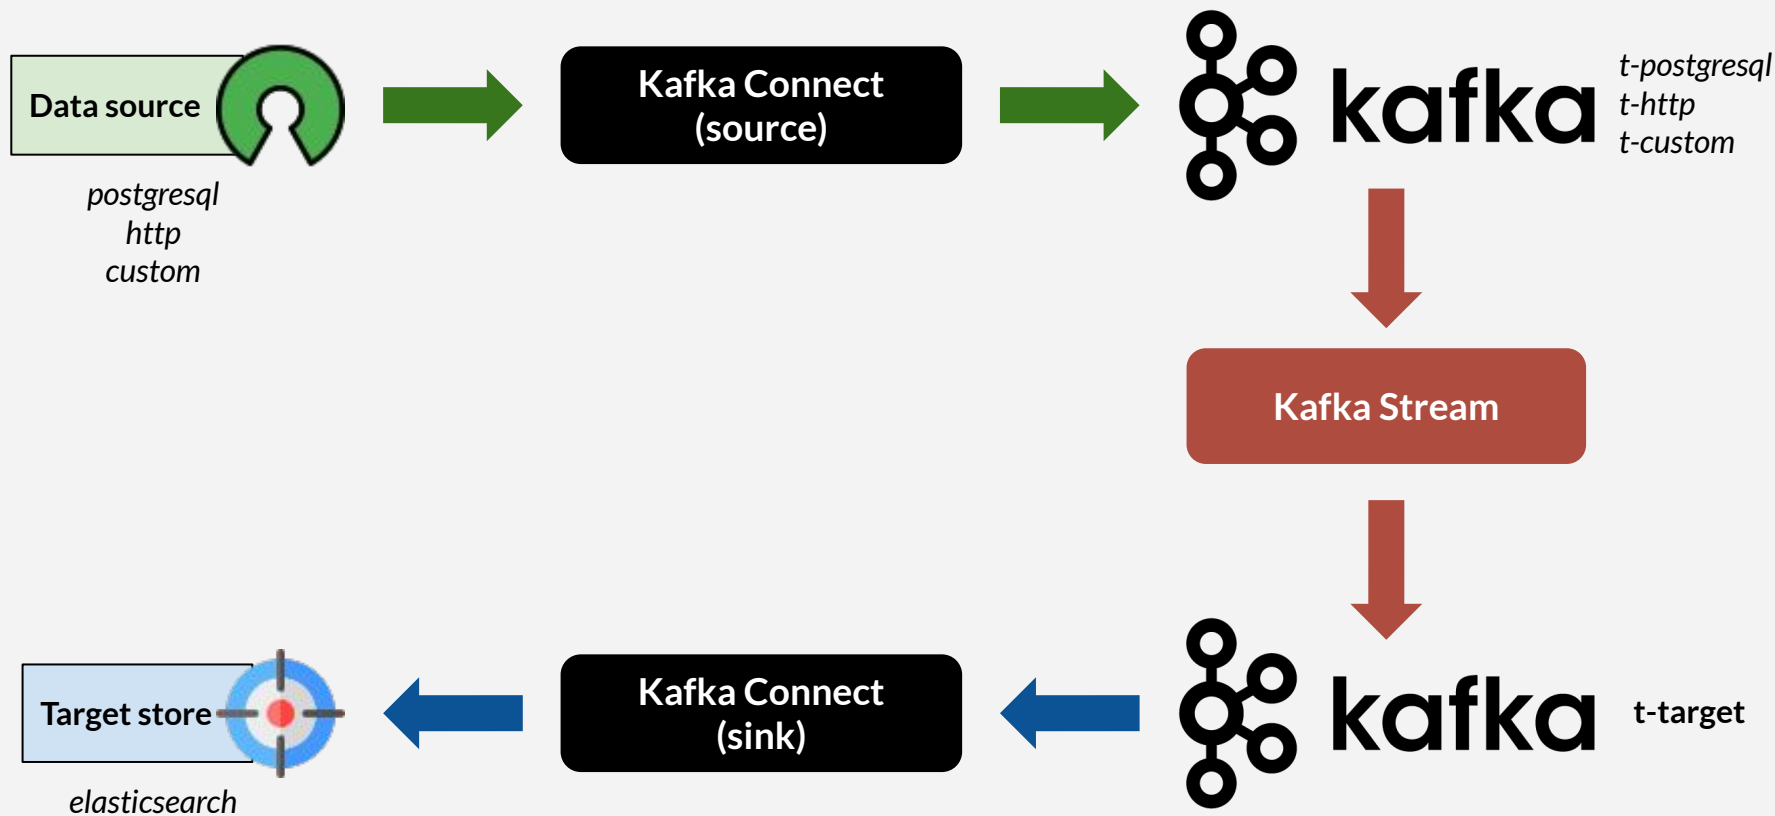 Data source
postgresql
http
custom
Kafka Connect
(source)
kafka
t-postgresql
t-http
t-custom
Kafka Stream
kafka
t-target
Kafka Connect
(sink)
Target store
elasticsearch